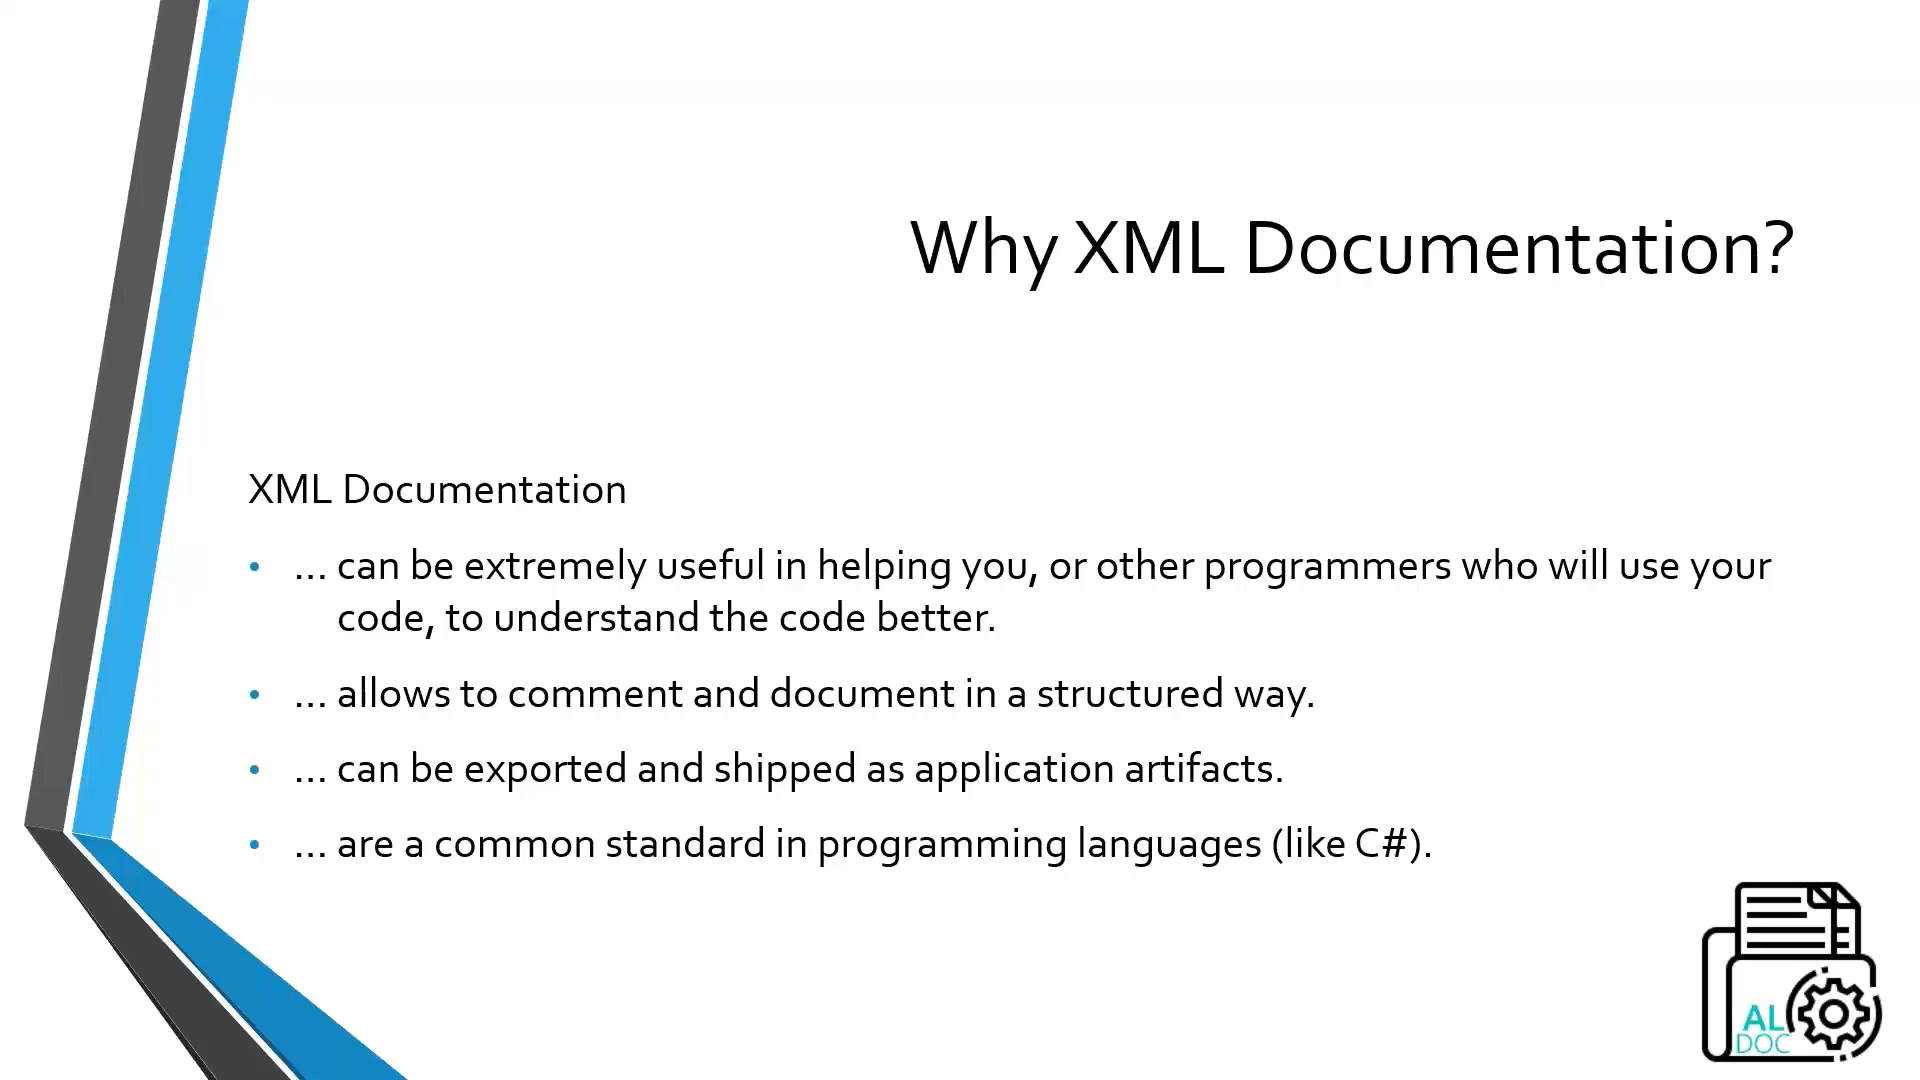 Why XML Documentation?
XML Documentation
• ... can be extremely useful in helping you, or other programmers who will use your
code, to understand the code better.
• ... allows to comment and document in a structured way.
• ... can be exported and shipped as application artifacts.
• ... are a common standard in programming languages (like C#).
AL
DOC